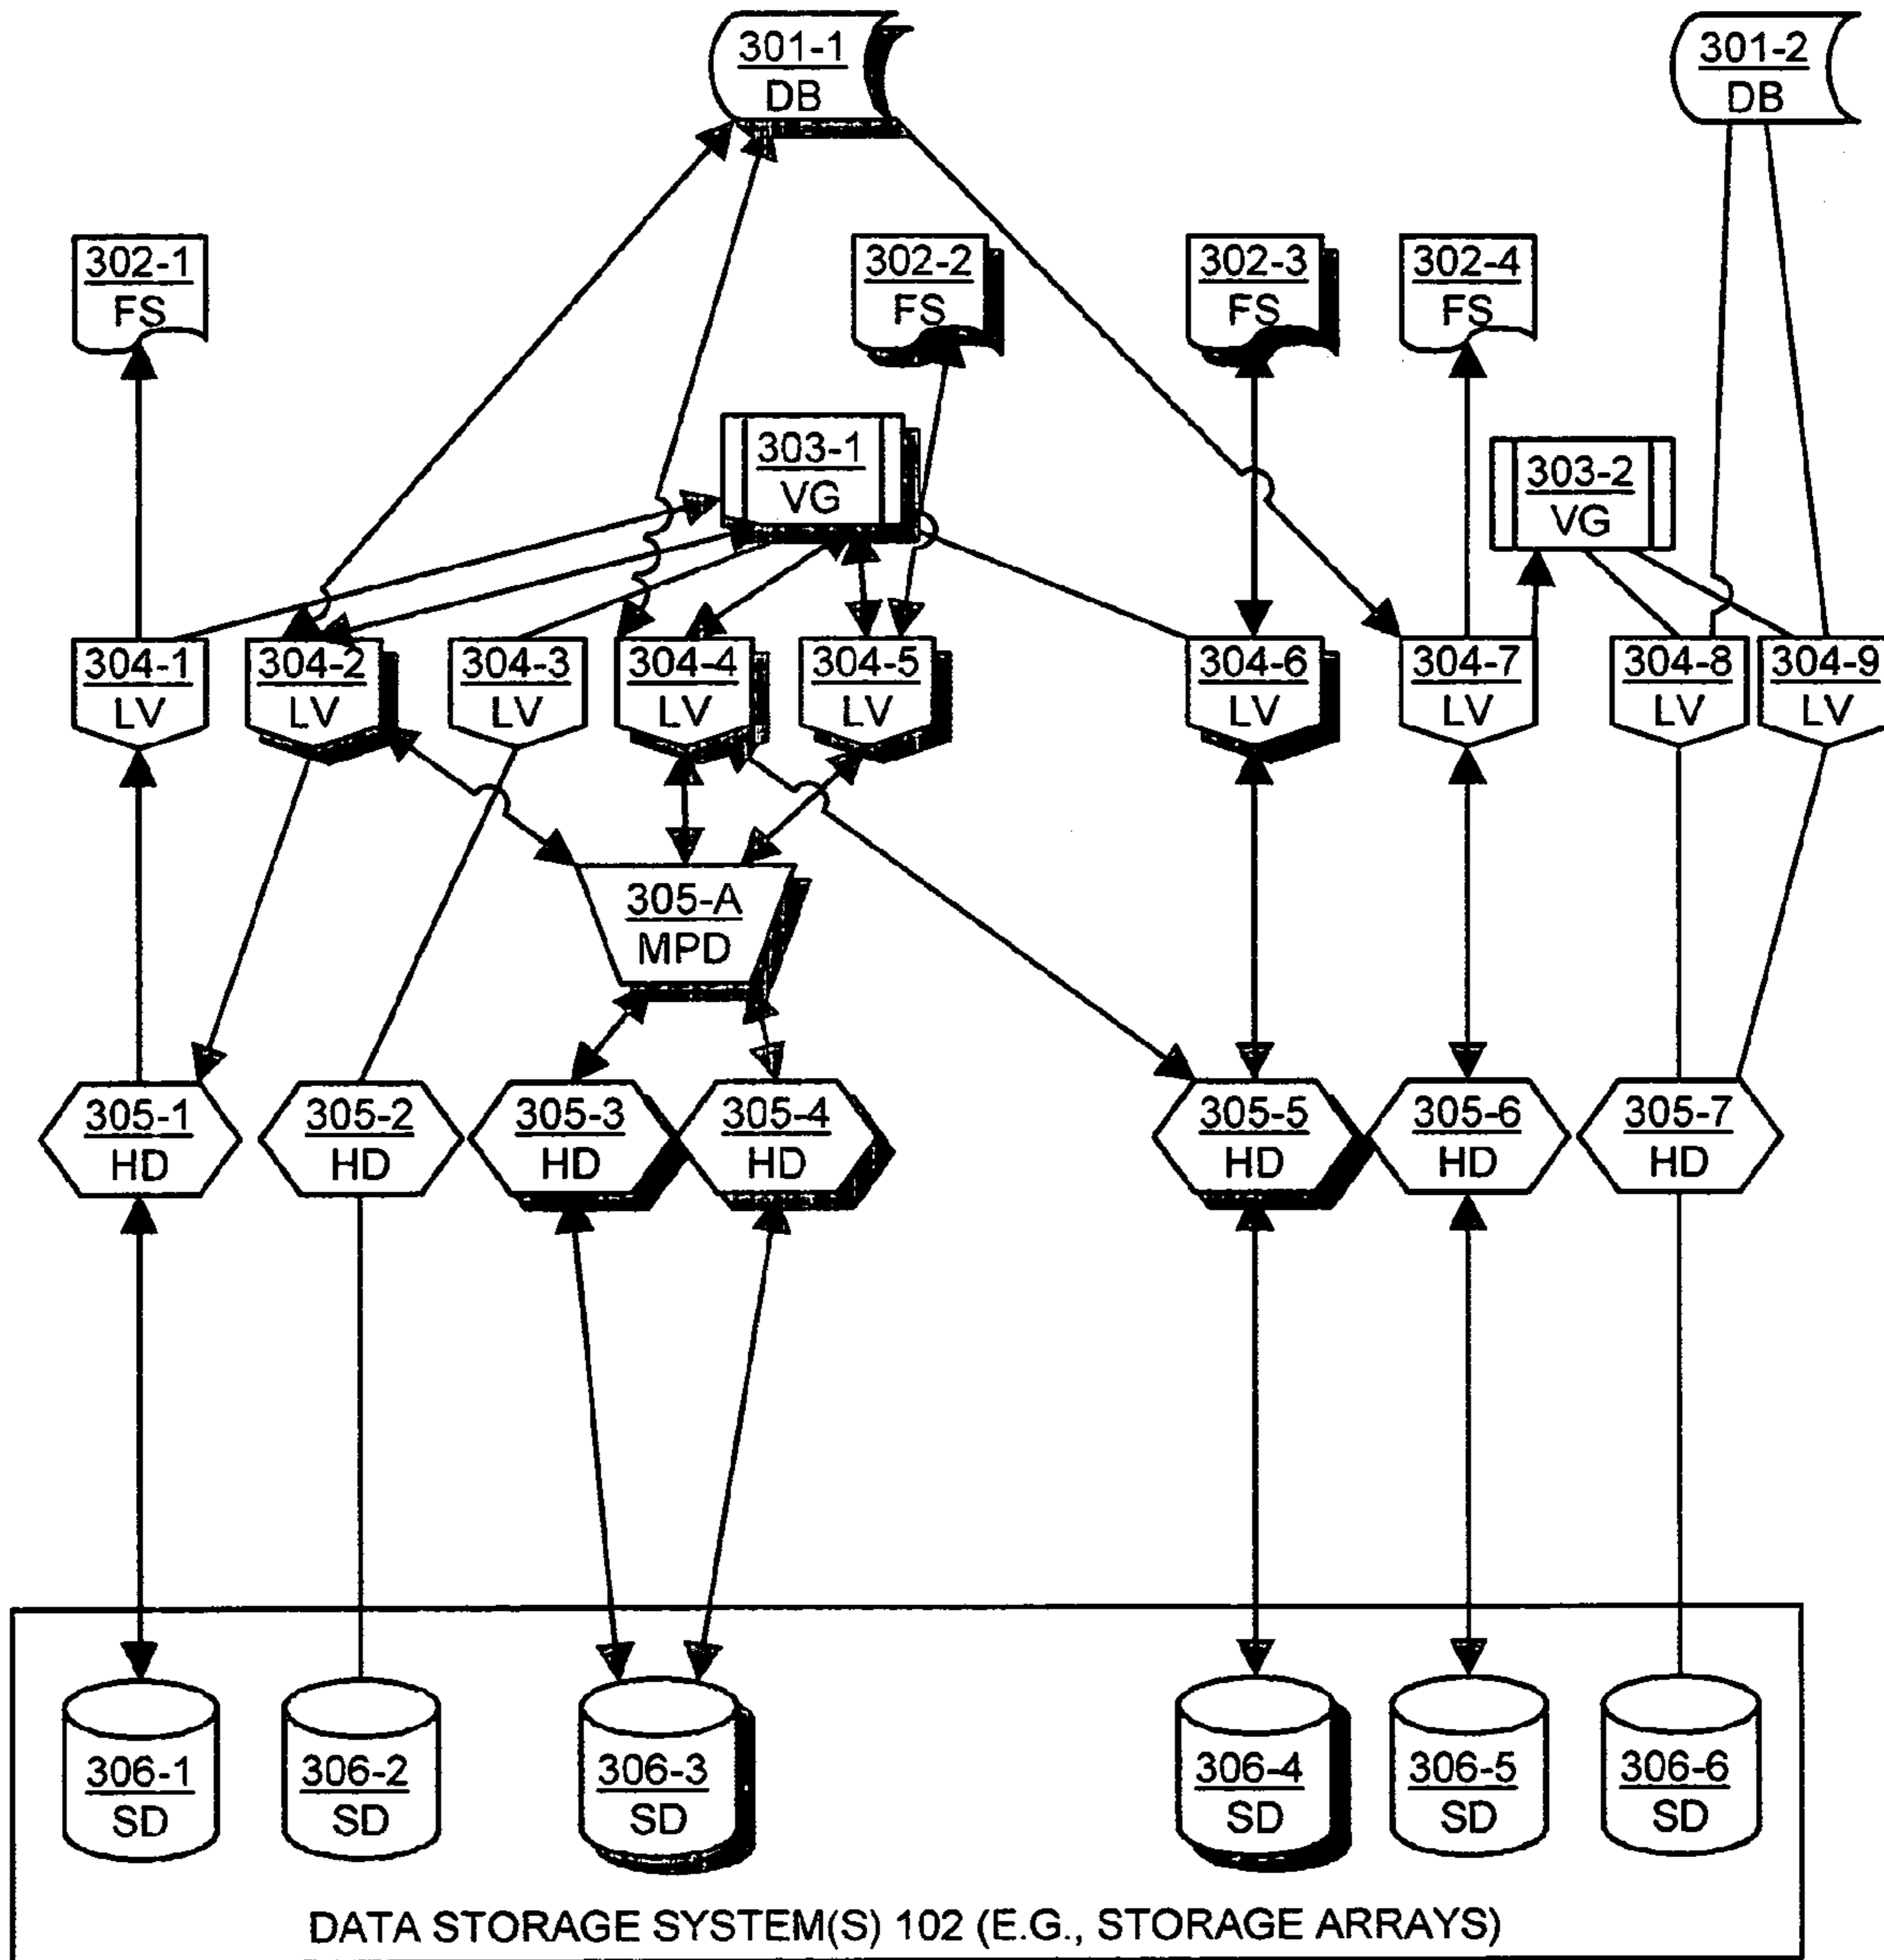 301-1
DB
301-2
DB
302-1
FS
302-2
FS
302-3
FS
302-4
FS
303-1
VG
303-2
VG
304-1
LV
304-2
LV
304-3
LV
304-4
LV
304-5
LV
304-6
LV
304-7
LV
304-8
LV
304-9
LV
305-A
MPD
305-1
HD
305-2
HD
305-3
HD
305-4
HD
305-5
HD
305-6
HD
305-7
HD
306-1
SD
306-2
SD
306-3
SD
306-4
SD
306-5
SD
306-6
SD
DATA STORAGE SYSTEM(S) 102 (E.G., STORAGE ARRAYS)